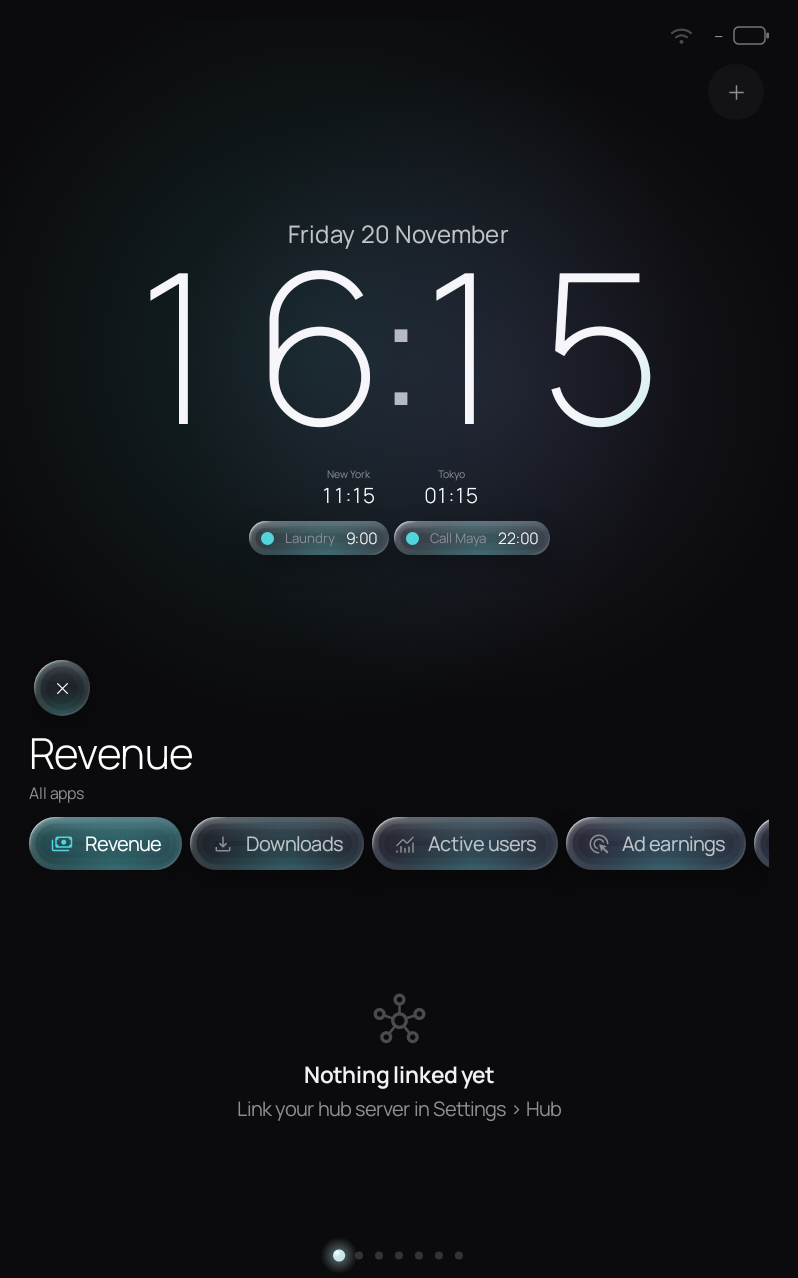 –
Friday 20 November
16:15
New York Tokyo
11:15 01:15
Laundry 9:00 Call Maya 22:00
Revenue
All apps
Revenue Downloads Active users Ad earnings
Nothing linked yet
Link your hub server in Settings > Hub